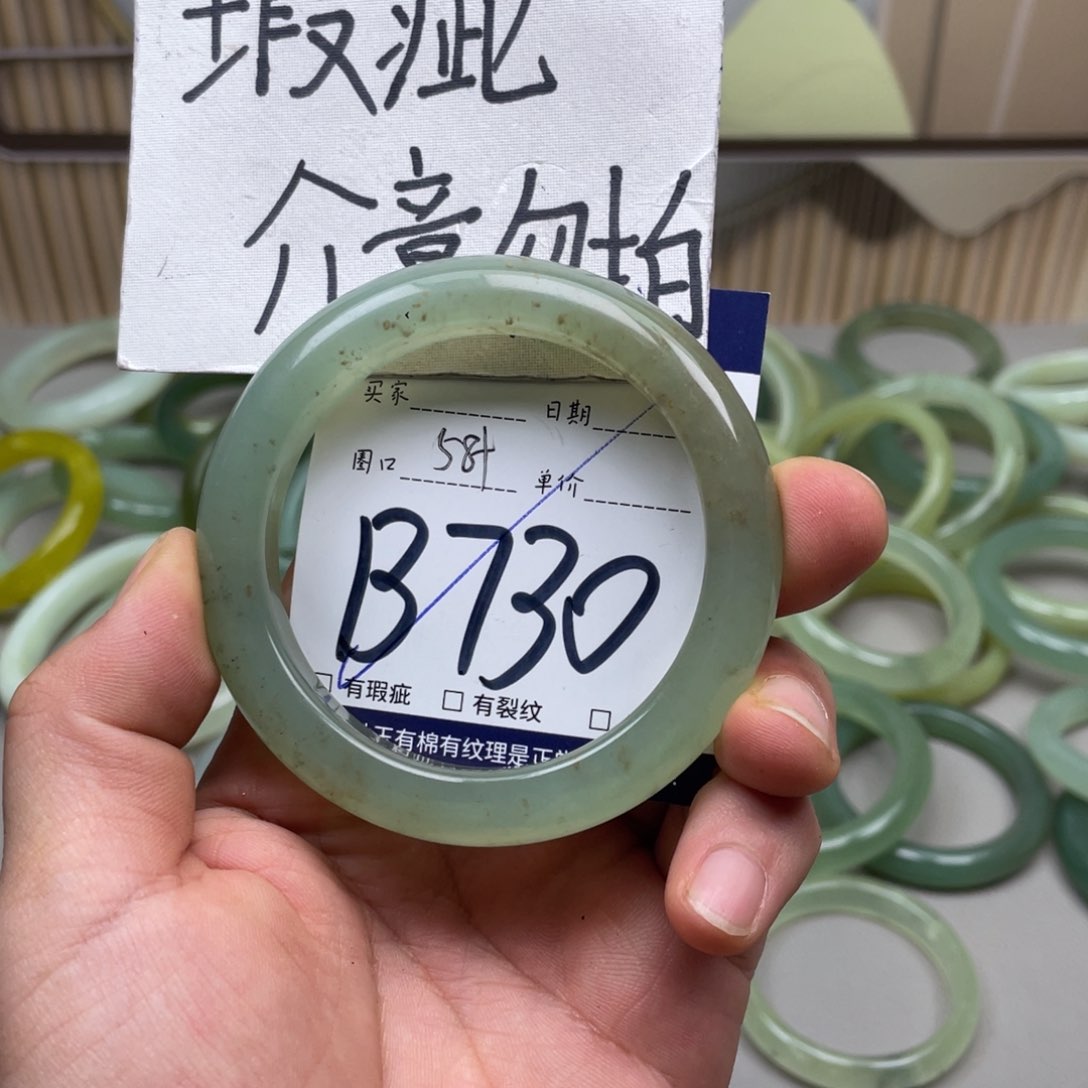 瑕疵
介意勿拍
买家 日期
圈口 58+ 单价
B730
□ 有瑕疵 □ 有裂纹 □
有棉有纹理是正